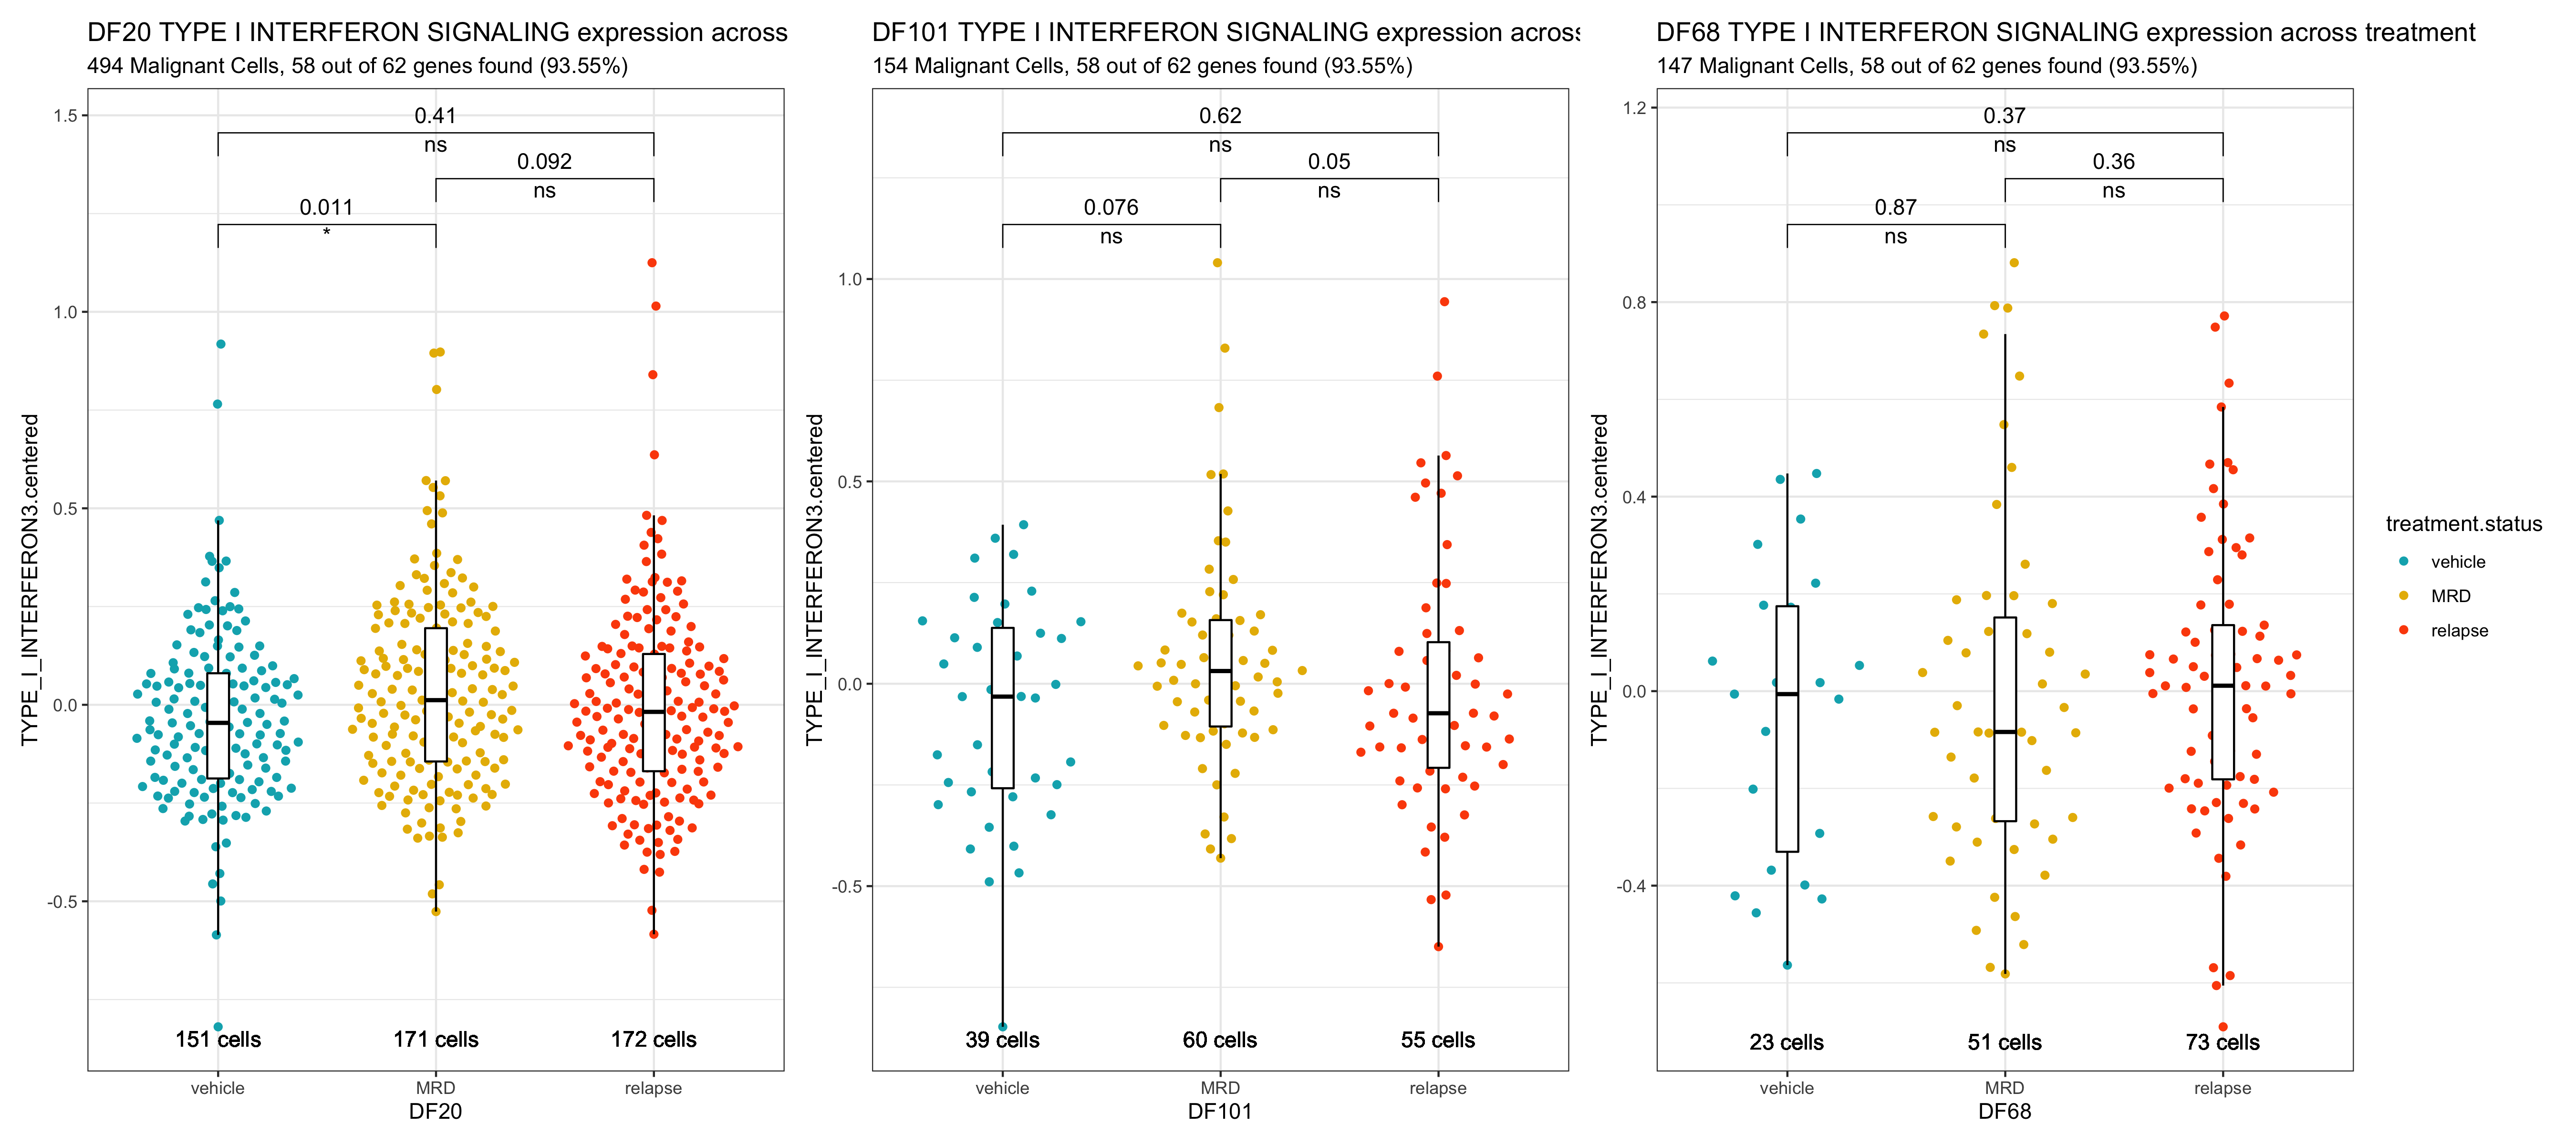 DF20 TYPE I INTERFERON SIGNALING expression across
494 Malignant Cells, 58 out of 62 genes found (93.55%)
TYPE_I_INTERFERON3.centered
1.5
1.0
0.5
0.0
-0.5
0.41
ns
0.092
ns
0.011
*
151 cells
171 cells
172 cells
vehicle
MRD
relapse
DF20
DF101 TYPE I INTERFERON SIGNALING expression across
154 Malignant Cells, 58 out of 62 genes found (93.55%)
TYPE_I_INTERFERON3.centered
1.0
0.5
0.0
-0.5
0.62
ns
0.05
ns
0.076
ns
39 cells
60 cells
55 cells
vehicle
MRD
relapse
DF101
DF68 TYPE I INTERFERON SIGNALING expression across treatment
147 Malignant Cells, 58 out of 62 genes found (93.55%)
TYPE_I_INTERFERON3.centered
1.2
0.8
0.4
0.0
-0.4
0.37
ns
0.36
ns
0.87
ns
23 cells
51 cells
73 cells
vehicle
MRD
relapse
DF68
treatment.status
vehicle
MRD
relapse